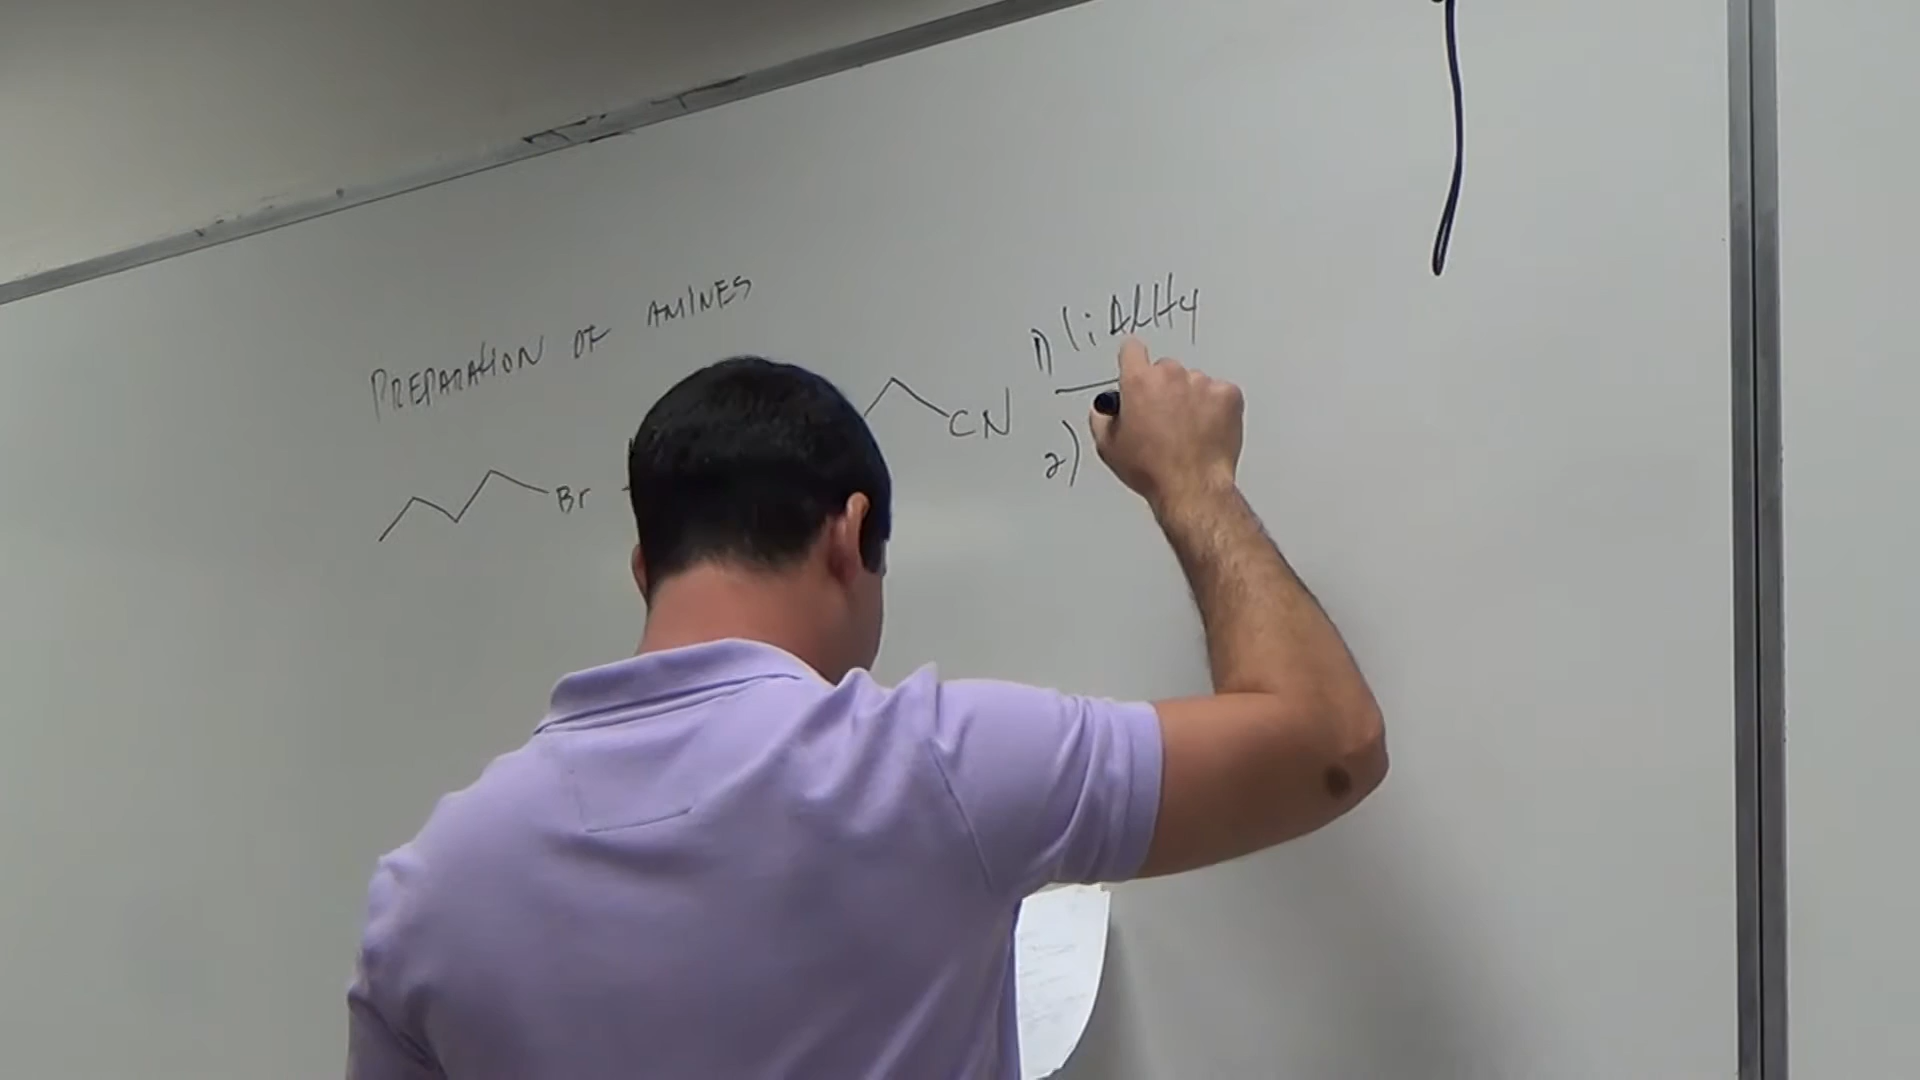 PREPARATION OF AMINES
Br
CN
1) LiAlH4
2)